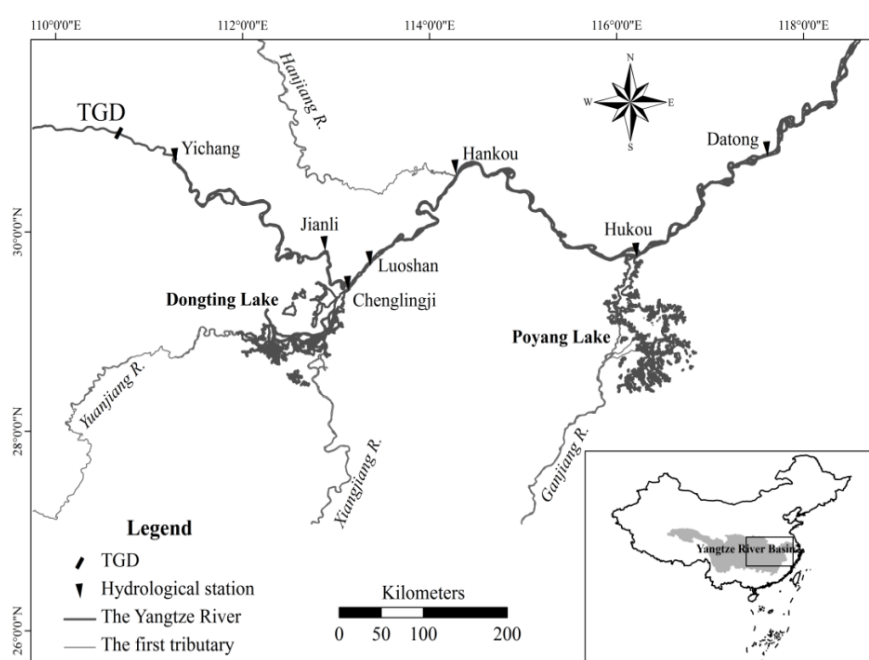 110°0'0"E
112°0'0"E
114°0'0"E
116°0'0"E
118°0'0"E
30°0'0"N
28°0'0"N
26°0'0"N
Hanjiang R.
N
W
E
S
TGD
Yichang
Hankou
Datong
Jianli
Hukou
Luoshan
Dongting Lake
Chenglingji
Poyang Lake
Yuanjiang R.
Xiangjiang R.
Ganjiang R.
Legend
TGD
Hydrological station
The Yangtze River
The first tributary
Kilometers
0 50 100 200
Yangtze River Basin